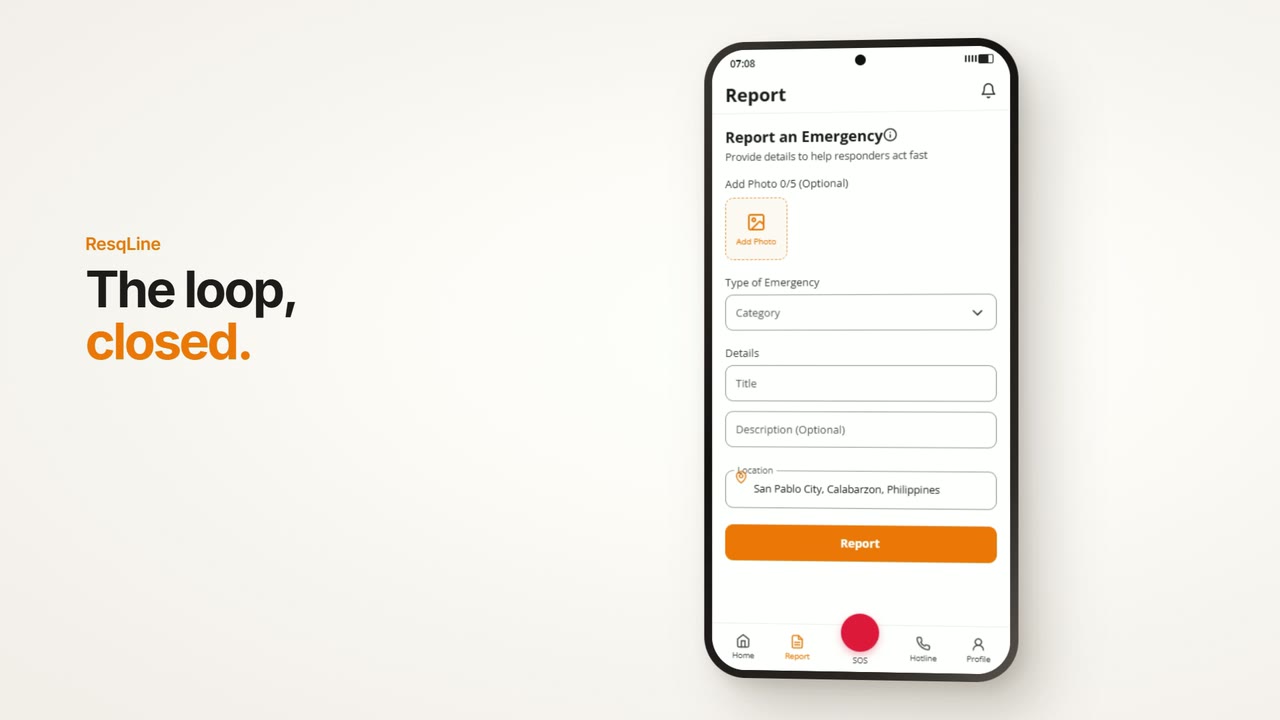 ResqLine
The loop,
closed.
07:08
Report
Report an Emergency
Provide details to help responders act fast
Add Photo 0/5 (Optional)
Add Photo
Type of Emergency
Category
Details
Title
Description (Optional)
Location
San Pablo City, Calabarzon, Philippines
Report
Home
Report
SOS
Hotline
Profile